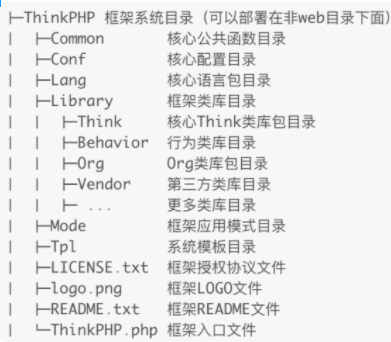 ├─ThinkPHP 框架系统目录（可以部署在非web目录下面）
│  ├─Common       核心公共函数目录
│  ├─Conf         核心配置目录
│  ├─Lang         核心语言包目录
│  ├─Library      框架类库目录
│  │  ├─Think     核心Think类库包目录
│  │  ├─Behavior  行为类库目录
│  │  ├─Org       Org类库包目录
│  │  ├─Vendor    第三方类库目录
│  │  ├─ ...      更多类库目录
│  ├─Mode         框架应用模式目录
│  ├─Tpl          系统模板目录
│  ├─LICENSE.txt  框架授权协议文件
│  ├─logo.png     框架LOGO文件
│  ├─README.txt   框架README文件
│  └─ThinkPHP.php 框架入口文件